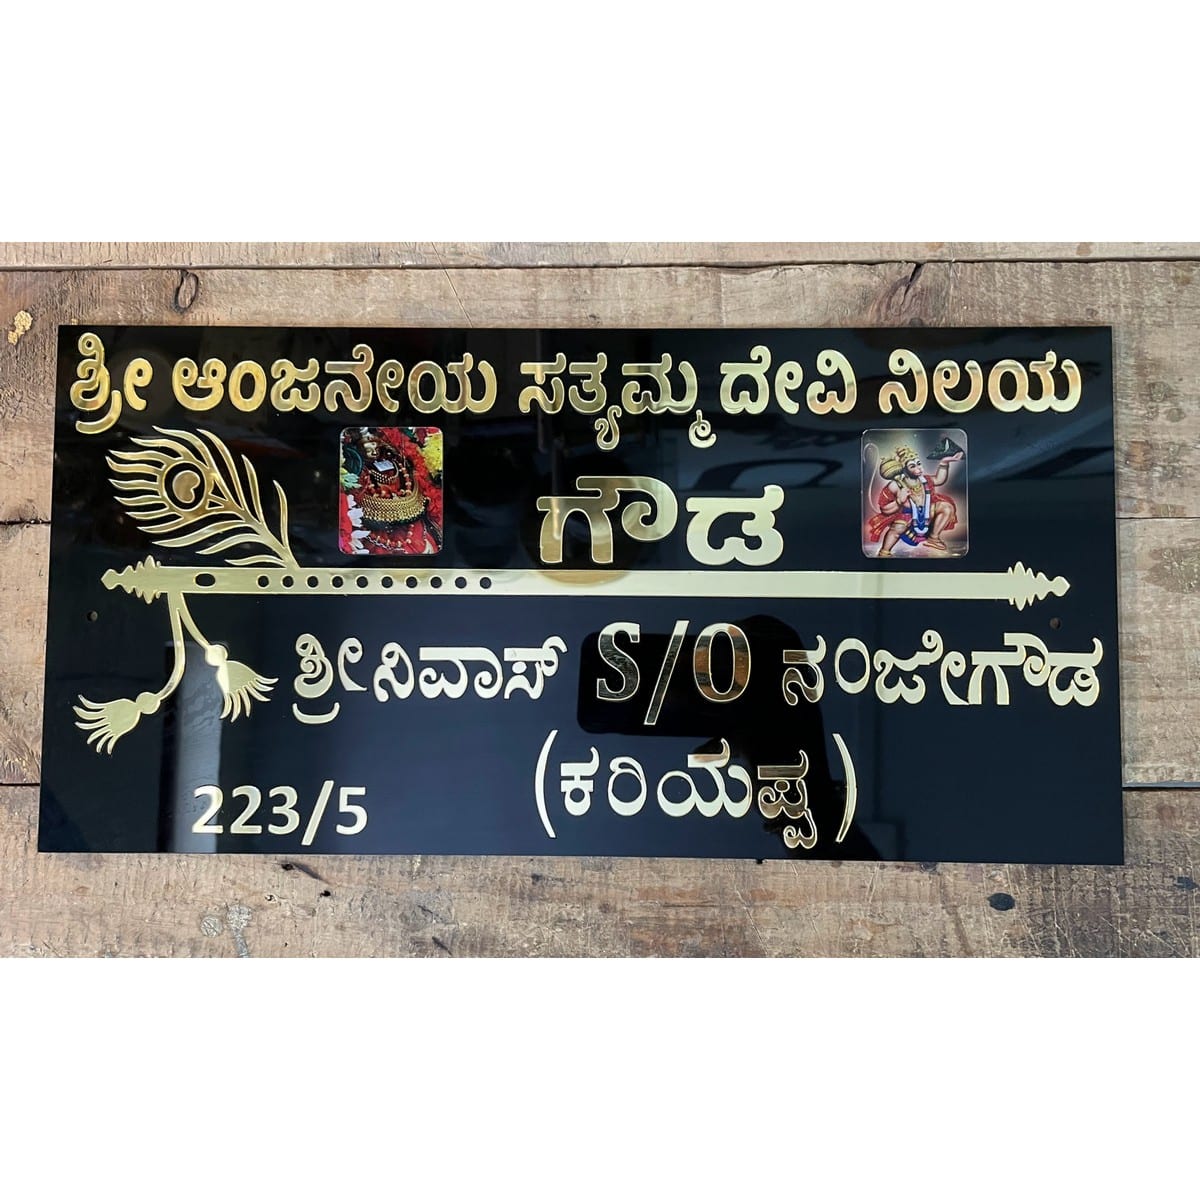 ಶ್ರೀ ಆಂಜನೇಯ ಸತ್ಯಮ್ಮ ದೇವಿ ನಿಲಯ
ಗೌಡ
ಶ್ರೀನಿವಾಸ್ S/O ನಂಜೇಗೌಡ
(ಕರಿಯಪ್ಪ)
223/5